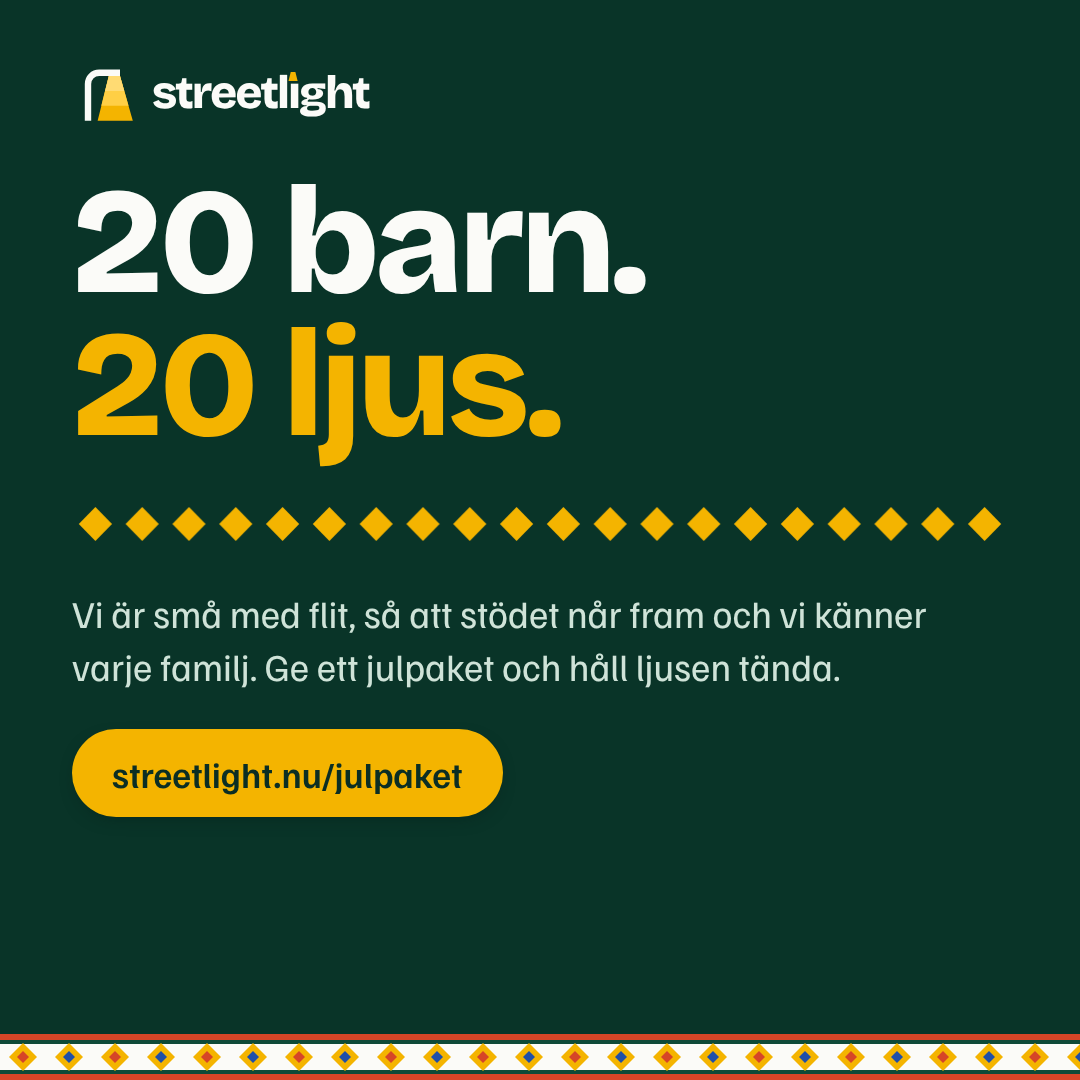 streetlight
20 barn.
20 ljus.
Vi är små med flit, så att stödet når fram och vi känner
varje familj. Ge ett julpaket och håll ljusen tända.
streetlight.nu/julpaket